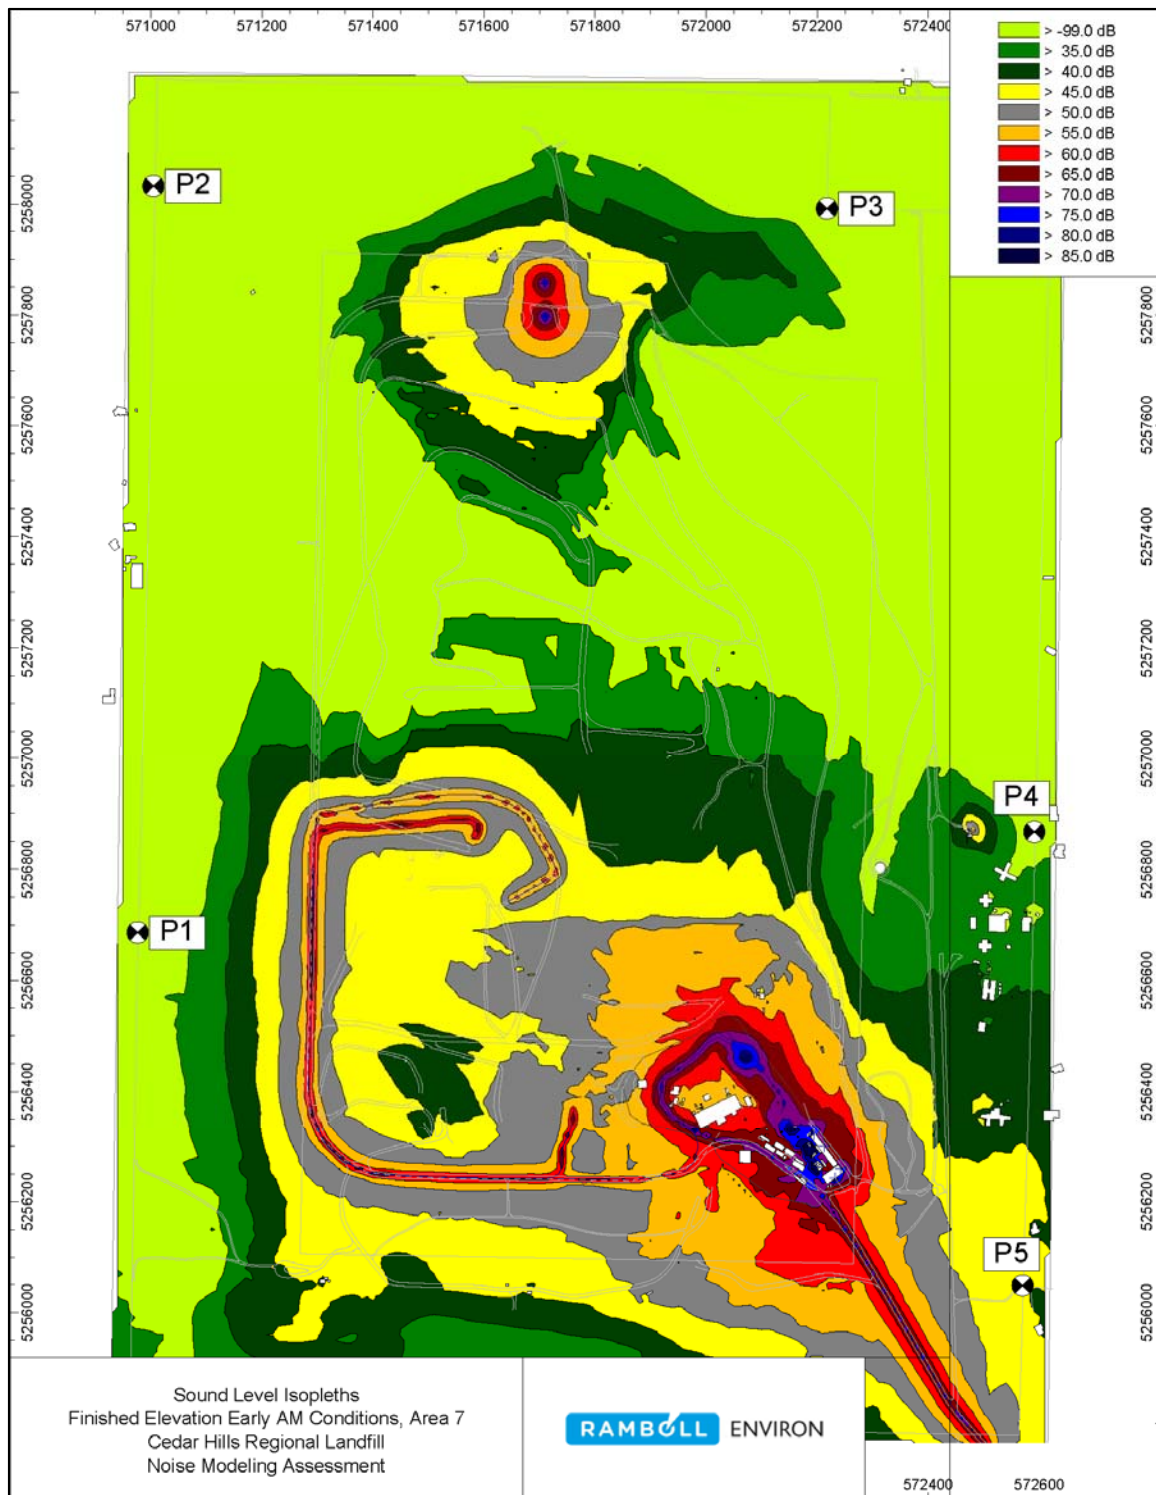 571000 571200 571400 571600 571800 572000 572200 572400
> -99.0 dB
> 35.0 dB
> 40.0 dB
> 45.0 dB
> 50.0 dB
> 55.0 dB
> 60.0 dB
> 65.0 dB
> 70.0 dB
> 75.0 dB
> 80.0 dB
> 85.0 dB
P2
P3
P4
P1
P5
5258000
5257800
5257600
5257400
5257200
5257000
5256800
5256600
5256400
5256200
5256000
5257800
5257600
5257400
5257200
5257000
5256800
5256600
5256400
5256200
5256000
Sound Level Isopleths
Finished Elevation Early AM Conditions, Area 7
Cedar Hills Regional Landfill
Noise Modeling Assessment
RAMBOLL ENVIRON
572400 572600